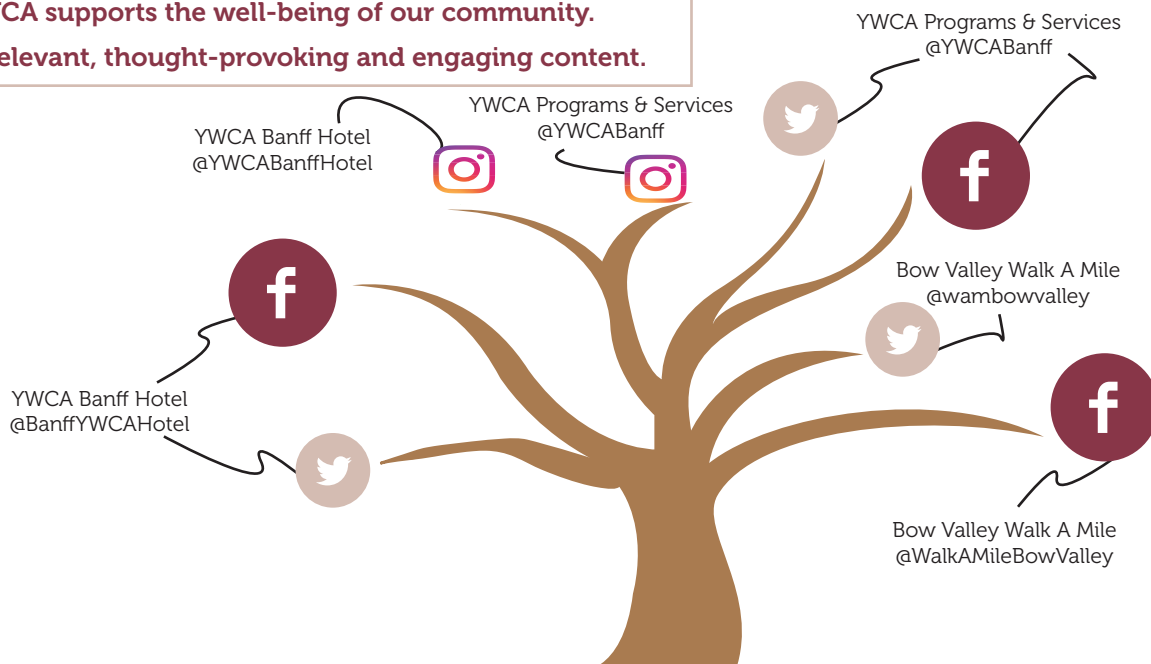 supports the well-being of our community.
thought-provoking and engaging content.
YWCA Programs & Services
@YWCABanff
YWCA Programs & Services
@YWCABanff
YWCA Banff Hotel
@YWCABanffHotel
Bow Valley Walk A Mile
@wambowvalley
YWCA Banff Hotel
@BanffYWCAHotel
Bow Valley Walk A Mile
@WalkAMileBowValley